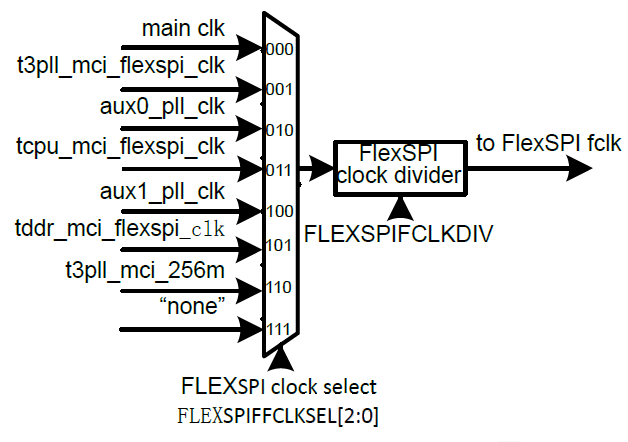 main clk
000
t3pll_mci_flexspi_clk
001
aux0_pll_clk
010
tcpu_mci_flexspi_clk
011
aux1_pll_clk
100
tddr_mci_flexspi_clk
101
t3pll_mci_256m
110
“none”
111
FlexSPI
clock divider
to FlexSPI fclk
FLEXSPIFCLKDIV
FLEXSPI clock select
FLEXSPIFFCLKSEL[2:0]